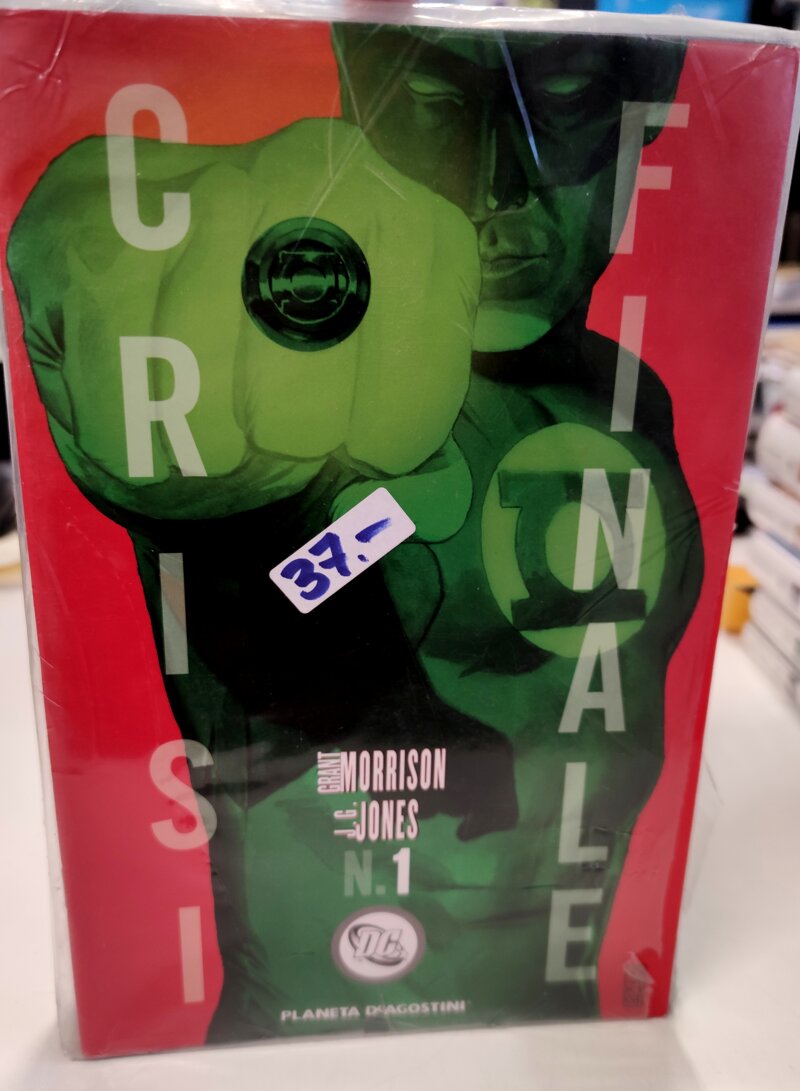 CRISI
FINALE
37.-
GRANT MORRISON
J.G. JONES
N.1
DC
PLANETA DEAGOSTINI